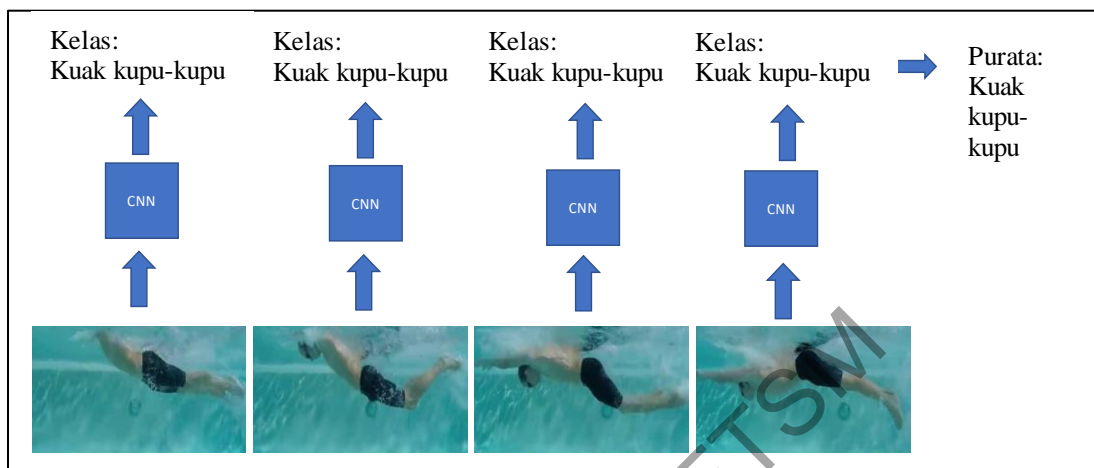 Kelas:
Kuak kupu-kupu
Kelas:
Kuak kupu-kupu
Kelas:
Kuak kupu-kupu
Kelas:
Kuak kupu-kupu
Purata:
Kuak
kupu-
kupu
CNN
CNN
CNN
CNN
TSM